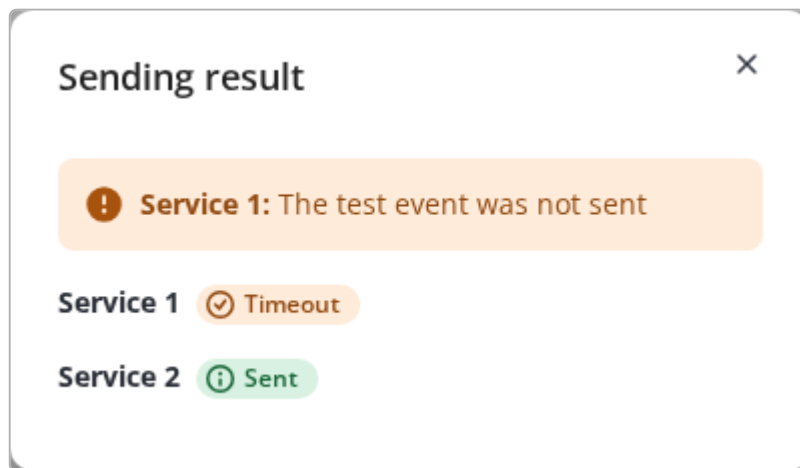 Sending result
Service 1: The test event was not sent
Service 1 Timeout
Service 2 Sent